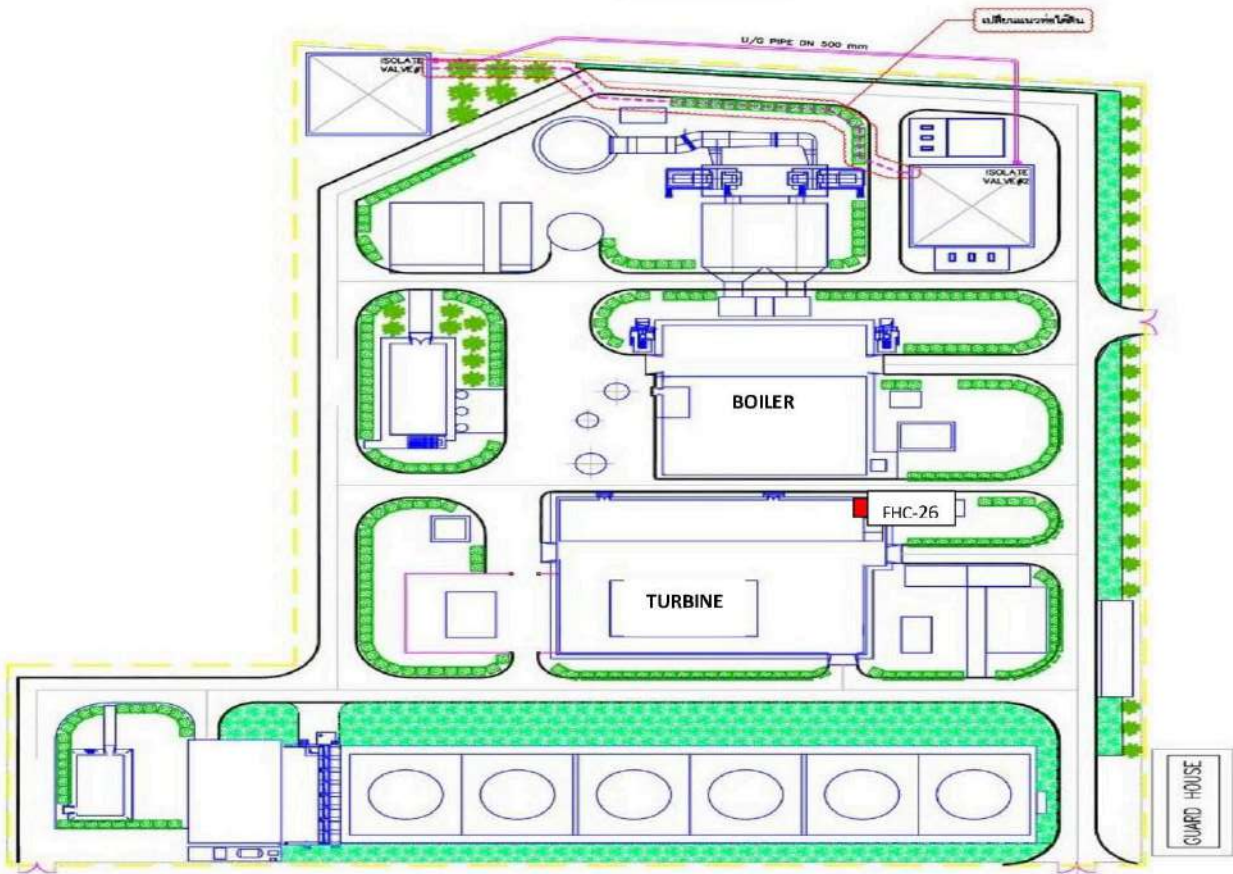 เปลี่ยนแนวท่อใต้ดิน
U/G PIPE DN 500 mm
ISOLATE
VALVE#1
ISOLATE
VALVE#2
BOILER
FHC-26
TURBINE
GUARD HOUSE